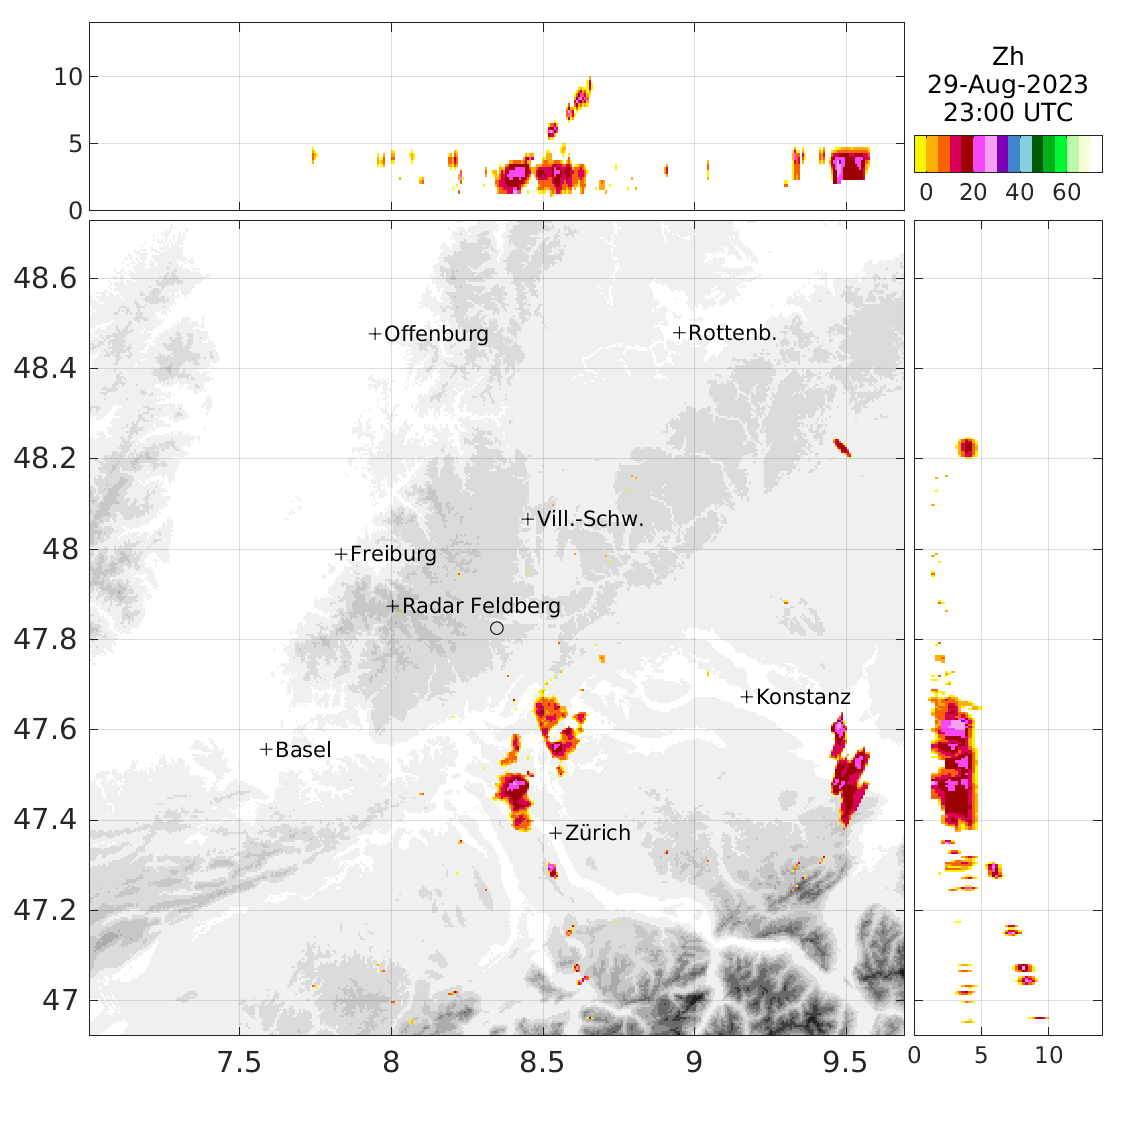 10
5
0
Zh
29-Aug-2023
23:00 UTC
0 20 40 60
48.6
48.4
48.2
48
47.8
47.6
47.4
47.2
47
+Offenburg
+Rottenb.
+Vill.-Schw.
+Freiburg
+Radar Feldberg
+Konstanz
+Basel
+Zürich
7.5 8 8.5 9 9.5
0 5 10